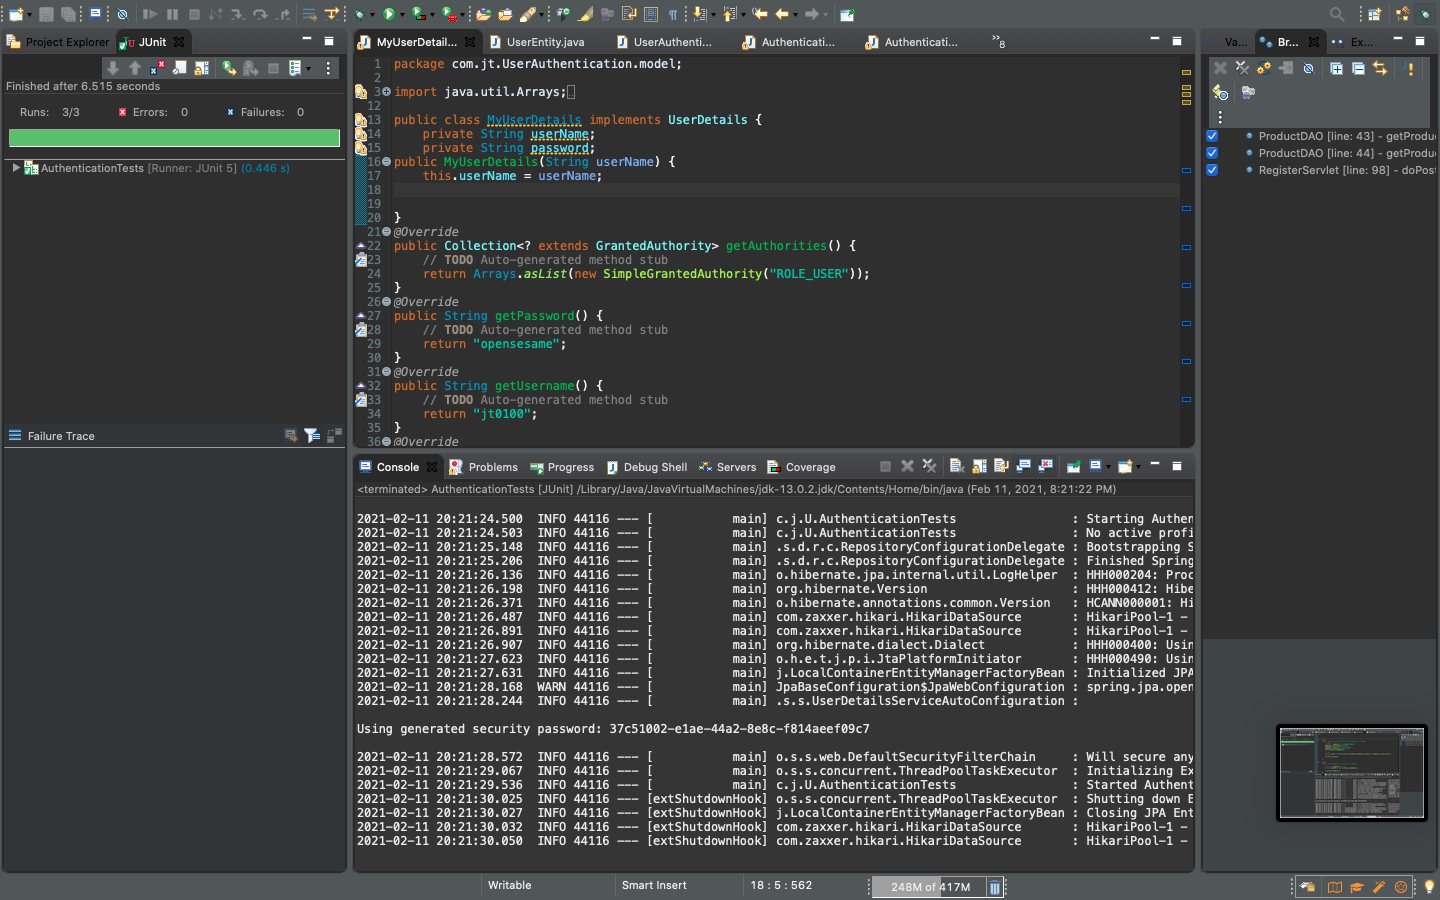 Project Explorer
JUnit
MyUserDetail...
UserEntity.java
UserAuthenti...
Authenticati...
Authenticati...
8
Va...
Br...
Ex...
Finished after 6.515 seconds
Runs: 3/3
Errors: 0
Failures: 0
AuthenticationTests [Runner: JUnit 5] (0.446 s)
Failure Trace
1 package com.jt.UserAuthentication.model;
2
3 import java.util.Arrays;
12
13 public class MyUserDetails implements UserDetails {
14 private String userName;
15 private String password;
16 public MyUserDetails(String userName) {
17 this.userName = userName;
18
19
20 }
21 @Override
22 public Collection<? extends GrantedAuthority> getAuthorities() {
23 // TODO Auto-generated method stub
24 return Arrays.asList(new SimpleGrantedAuthority("ROLE_USER"));
25 }
26 @Override
27 public String getPassword() {
28 // TODO Auto-generated method stub
29 return "opensesame";
30 }
31 @Override
32 public String getUsername() {
33 // TODO Auto-generated method stub
34 return "jt0100";
35 }
36 @Override
ProductDAO [line: 43] - getProdu
ProductDAO [line: 44] - getProdu
RegisterServlet [line: 98] - doPost
Console
Problems
Progress
Debug Shell
Servers
Coverage
<terminated> AuthenticationTests [JUnit] /Library/Java/JavaVirtualMachines/jdk-13.0.2.jdk/Contents/Home/bin/java (Feb 11, 2021, 8:21:22 PM)
2021-02-11 20:21:24.500 INFO 44116 --- [ main] c.j.U.AuthenticationTests : Starting Authen
2021-02-11 20:21:24.503 INFO 44116 --- [ main] c.j.U.AuthenticationTests : No active profi
2021-02-11 20:21:25.148 INFO 44116 --- [ main] .s.d.r.c.RepositoryConfigurationDelegate : Bootstrapping S
2021-02-11 20:21:25.206 INFO 44116 --- [ main] .s.d.r.c.RepositoryConfigurationDelegate : Finished Spring
2021-02-11 20:21:26.136 INFO 44116 --- [ main] o.hibernate.jpa.internal.util.LogHelper : HHH000204: Proc
2021-02-11 20:21:26.198 INFO 44116 --- [ main] org.hibernate.Version : HHH000412: Hibe
2021-02-11 20:21:26.371 INFO 44116 --- [ main] o.hibernate.annotations.common.Version : HCANN000001: Hi
2021-02-11 20:21:26.487 INFO 44116 --- [ main] com.zaxxer.hikari.HikariDataSource : HikariPool-1 -
2021-02-11 20:21:26.891 INFO 44116 --- [ main] com.zaxxer.hikari.HikariDataSource : HikariPool-1 -
2021-02-11 20:21:26.907 INFO 44116 --- [ main] org.hibernate.dialect.Dialect : HHH000400: Usin
2021-02-11 20:21:27.623 INFO 44116 --- [ main] o.h.e.t.j.p.i.JtaPlatformInitiator : HHH000490: Usin
2021-02-11 20:21:27.631 INFO 44116 --- [ main] j.LocalContainerEntityManagerFactoryBean : Initialized JPA
2021-02-11 20:21:28.168 WARN 44116 --- [ main] JpaBaseConfiguration$JpaWebConfiguration : spring.jpa.open
2021-02-11 20:21:28.244 INFO 44116 --- [ main] .s.s.UserDetailsServiceAutoConfiguration :
Using generated security password: 37c51002-e1ae-44a2-8e8c-f814aeef09c7
2021-02-11 20:21:28.572 INFO 44116 --- [ main] o.s.s.web.DefaultSecurityFilterChain : Will secure any
2021-02-11 20:21:29.067 INFO 44116 --- [ main] o.s.s.concurrent.ThreadPoolTaskExecutor : Initializing Ex
2021-02-11 20:21:29.536 INFO 44116 --- [ main] c.j.U.AuthenticationTests : Started Authent
2021-02-11 20:21:30.025 INFO 44116 --- [extShutdownHook] o.s.s.concurrent.ThreadPoolTaskExecutor : Shutting down E
2021-02-11 20:21:30.027 INFO 44116 --- [extShutdownHook] j.LocalContainerEntityManagerFactoryBean : Closing JPA Ent
2021-02-11 20:21:30.032 INFO 44116 --- [extShutdownHook] com.zaxxer.hikari.HikariDataSource : HikariPool-1 -
2021-02-11 20:21:30.050 INFO 44116 --- [extShutdownHook] com.zaxxer.hikari.HikariDataSource : HikariPool-1 -
Writable
Smart Insert
18 : 5 : 562
248M of 417M